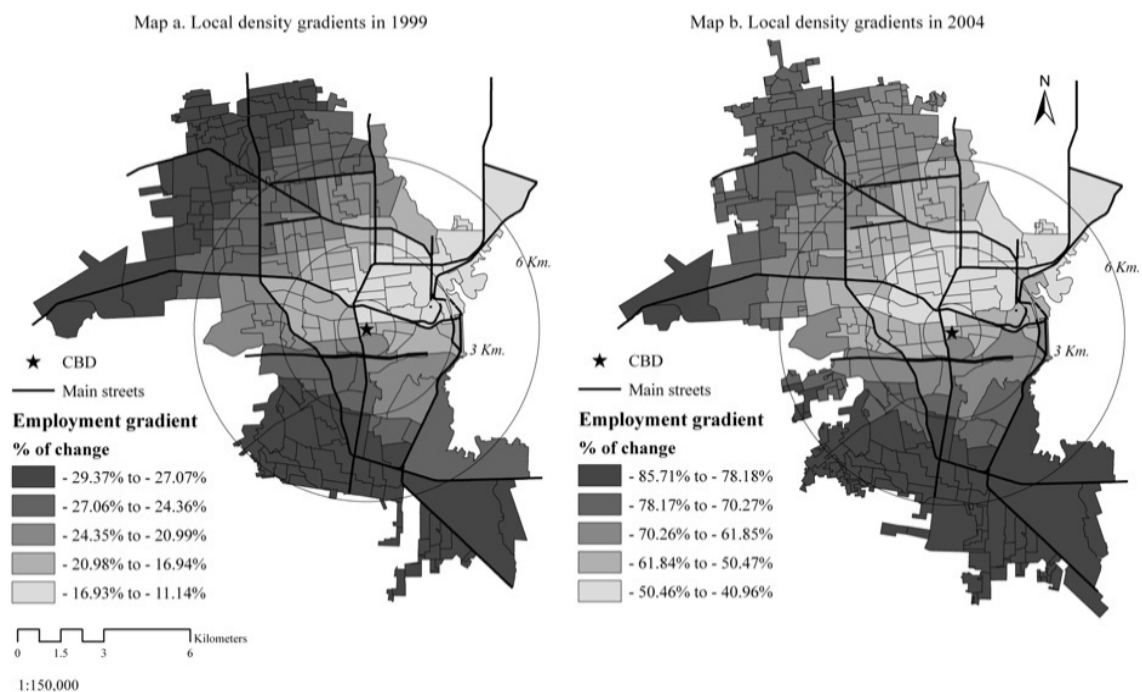 Map a. Local density gradients in 1999
6 Km.
3 Km.
CBD
Main streets
Employment gradient
% of change
- 29.37% to - 27.07%
- 27.06% to - 24.36%
- 24.35% to - 20.99%
- 20.98% to - 16.94%
- 16.93% to - 11.14%
Kilometers
0 1.5 3 6
1:150,000
Map b. Local density gradients in 2004
N
6 Km.
3 Km.
CBD
Main streets
Employment gradient
% of change
- 85.71% to - 78.18%
- 78.17% to - 70.27%
- 70.26% to - 61.85%
- 61.84% to - 50.47%
- 50.46% to - 40.96%